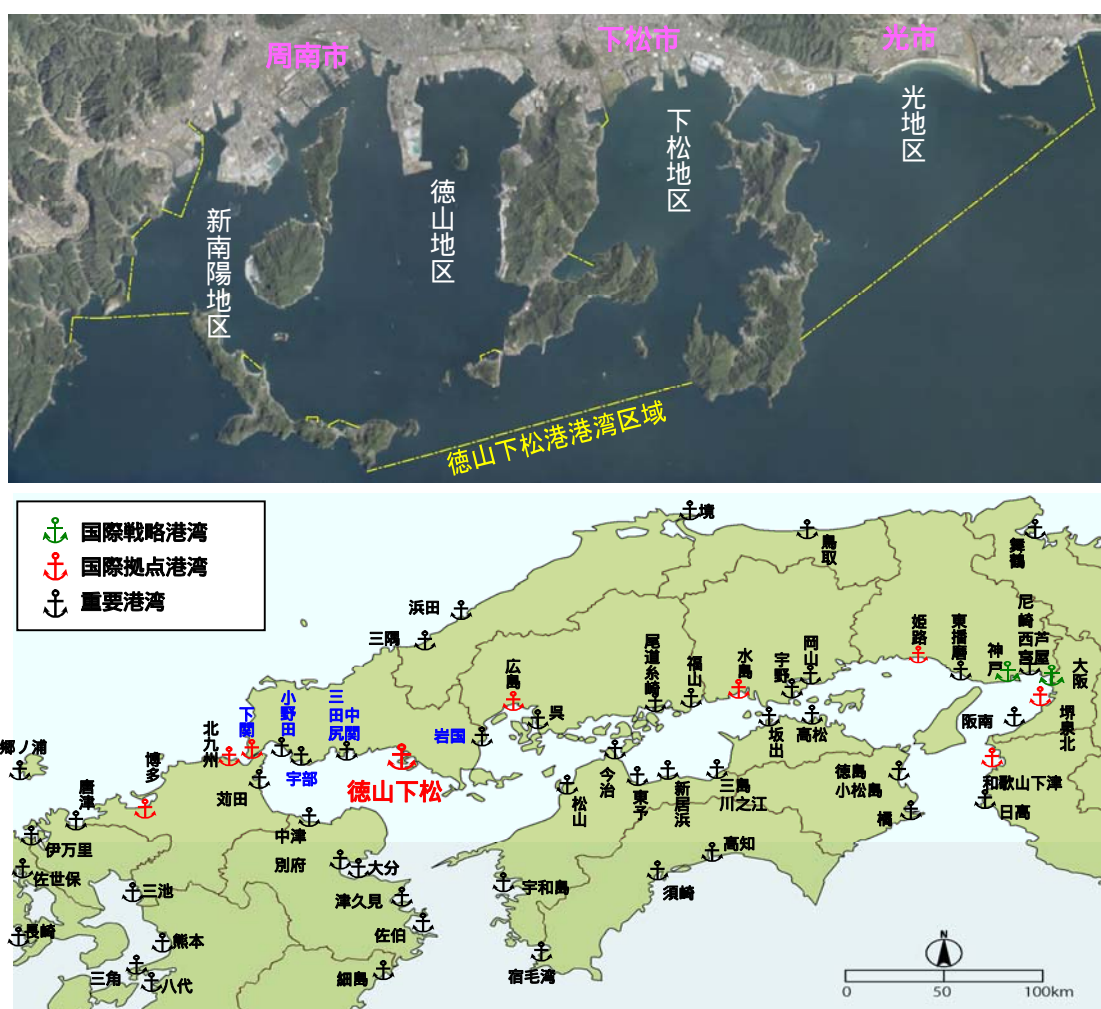 周南市
下松市
光市
新南陽地区
徳山地区
下松地区
光地区
徳山下松港港湾区域
国際戦略港湾
国際拠点港湾
重要港湾
境
鳥取
舞鶴
浜田
三隅
広島
呉
尾道糸崎
福山
水島
宇野
岡山
姫路
東播磨
神戸
尼崎西宮芦屋
大阪
堺泉北
阪南
和歌山下津
日高
北九州
下関
小野田
宇部
三田尻中関
徳山下松
岩国
郷ノ浦
博多
唐津
苅田
中津
別府
大分
伊万里
佐世保
三池
津久見
佐伯
長崎
熊本
三角
八代
細島
松山
今治
東予
新居浜
三島
川之江
坂出
高松
徳島
小松島
橘
高知
須崎
宇和島
宿毛湾
N
0 50 100km